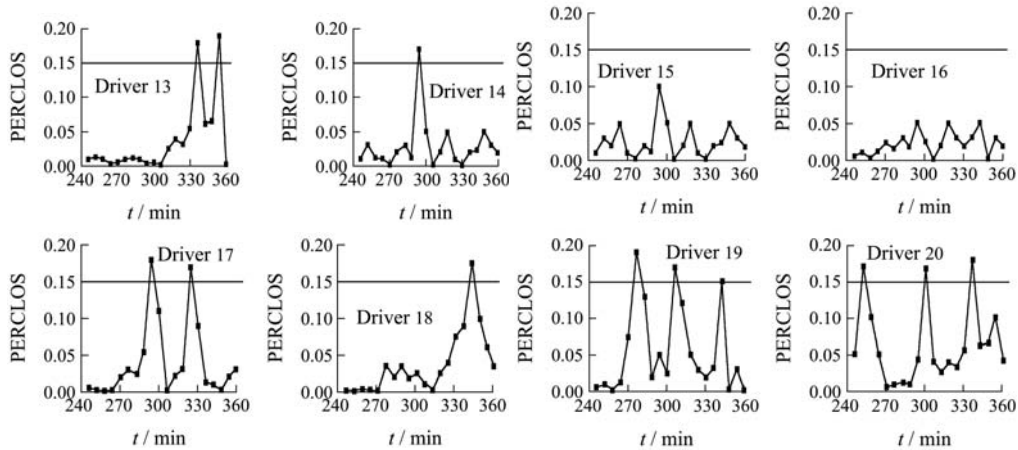 PERCLOS
0.20
0.15
0.10
0.05
0.00
Driver 13
240 270 300 330 360
t / min
PERCLOS
0.20
0.15
0.10
0.05
0.00
Driver 14
240 270 300 330 360
t / min
PERCLOS
0.20
0.15
0.10
0.05
0.00
Driver 15
240 270 300 330 360
t / min
PERCLOS
0.20
0.15
0.10
0.05
0.00
Driver 16
240 270 300 330 360
t / min
PERCLOS
0.20
0.15
0.10
0.05
0.00
Driver 17
240 270 300 330 360
t / min
PERCLOS
0.20
0.15
0.10
0.05
0.00
Driver 18
240 270 300 330 360
t / min
PERCLOS
0.20
0.15
0.10
0.05
0.00
Driver 19
240 270 300 330 360
t / min
PERCLOS
0.20
0.15
0.10
0.05
0.00
Driver 20
240 270 300 330 360
t / min